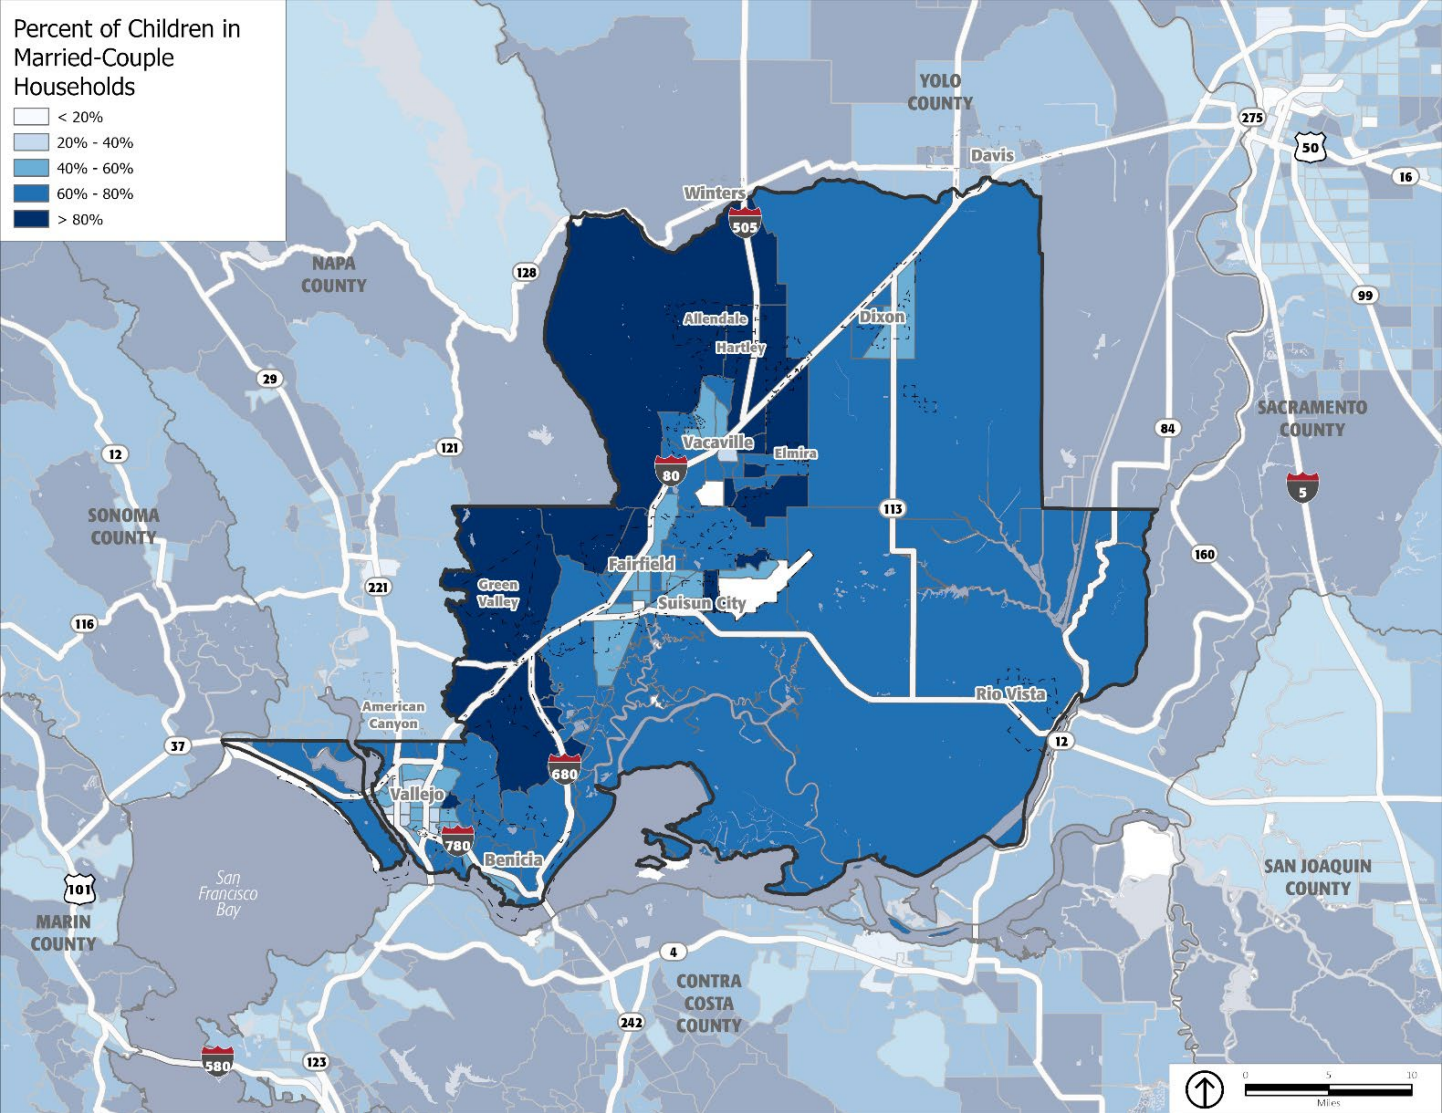 Percent of Children in
Married-Couple
Households
< 20%
20% - 40%
40% - 60%
60% - 80%
> 80%
YOLO
COUNTY
275
50
Davis
16
Winters
505
NAPA
COUNTY
128
99
Allendale
Dixon
Hartley
29
SACRAMENTO
COUNTY
84
12
121
Vacaville
Elmira
80
5
SONOMA
COUNTY
113
160
Fairfield
221
Green
Valley
Suisun City
116
Rio Vista
American
Canyon
37
12
680
Vallejo
780
Benicia
San
Francisco
Bay
101
SAN JOAQUIN
COUNTY
MARIN
COUNTY
4
CONTRA
COSTA
COUNTY
242
580
123
0 5 10
Miles